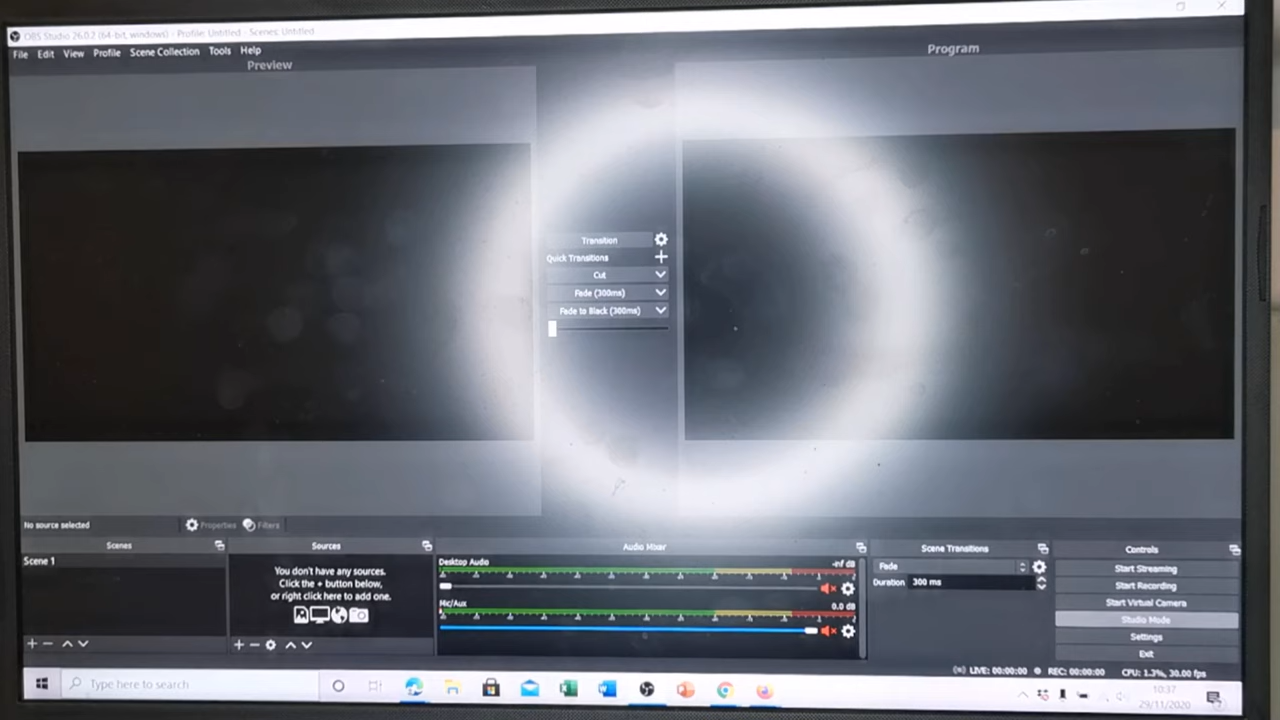 OBS Studio 26.0.2 (64-bit, windows) - Profile: Untitled - Scenes: Untitled
File Edit View Profile Scene Collection Tools Help
Preview
Program
Transition
Quick Transitions
Cut
Fade (300ms)
Fade to Black (300ms)
No source selected
Properties
Filters
Scenes
Sources
Audio Mixer
Scene Transitions
Controls
Scene 1
You don't have any sources.
Click the + button below,
or right click here to add one.
Desktop Audio
-inf dB
Mic/Aux
0.0 dB
Fade
Duration 300 ms
Start Streaming
Start Recording
Start Virtual Camera
Studio Mode
Settings
Exit
LIVE: 00:00:00 REC: 00:00:00 CPU: 1.3%, 30.00 fps
Type here to search
10:37
29/11/2020